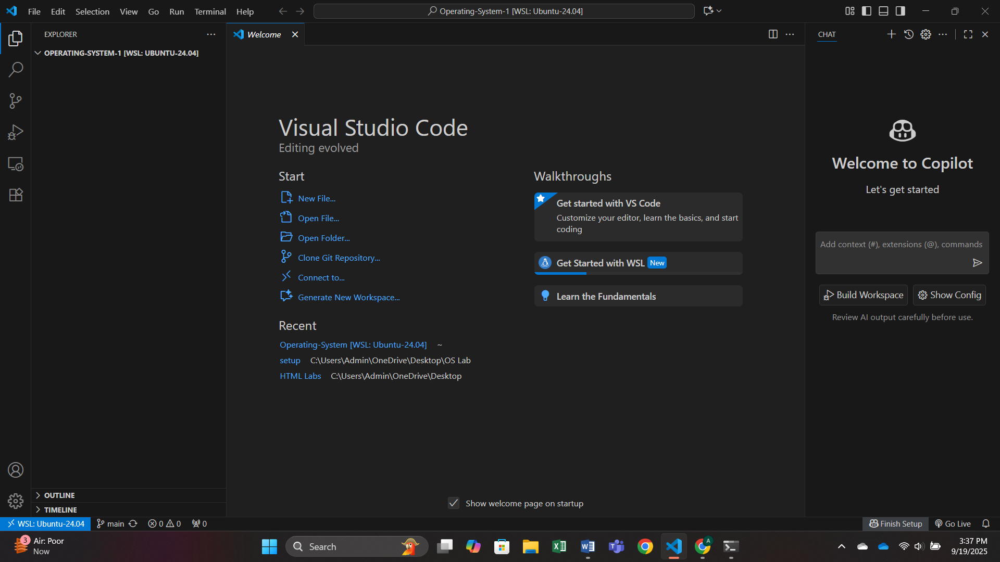 File Edit Selection View Go Run Terminal Help
Operating-System-1 [WSL: Ubuntu-24.04]
EXPLORER
OPERATING-SYSTEM-1 [WSL: UBUNTU-24.04]
Welcome
CHAT
Visual Studio Code
Editing evolved
Start
New File...
Open File...
Open Folder...
Clone Git Repository...
Connect to...
Generate New Workspace...
Recent
Operating-System [WSL: Ubuntu-24.04] ~
setup C:\Users\Admin\OneDrive\Desktop\OS Lab
HTML Labs C:\Users\Admin\OneDrive\Desktop
Walkthroughs
Get started with VS Code
Customize your editor, learn the basics, and start
coding
Get Started with WSL New
Learn the Fundamentals
Show welcome page on startup
Welcome to Copilot
Let's get started
Add context (#), extensions (@), commands
Build Workspace Show Config
Review AI output carefully before use.
OUTLINE
TIMELINE
WSL: Ubuntu-24.04 main 0 0 0 Finish Setup Go Live
3 Air: Poor
Now
Search
A
3:37 PM
9/19/2025